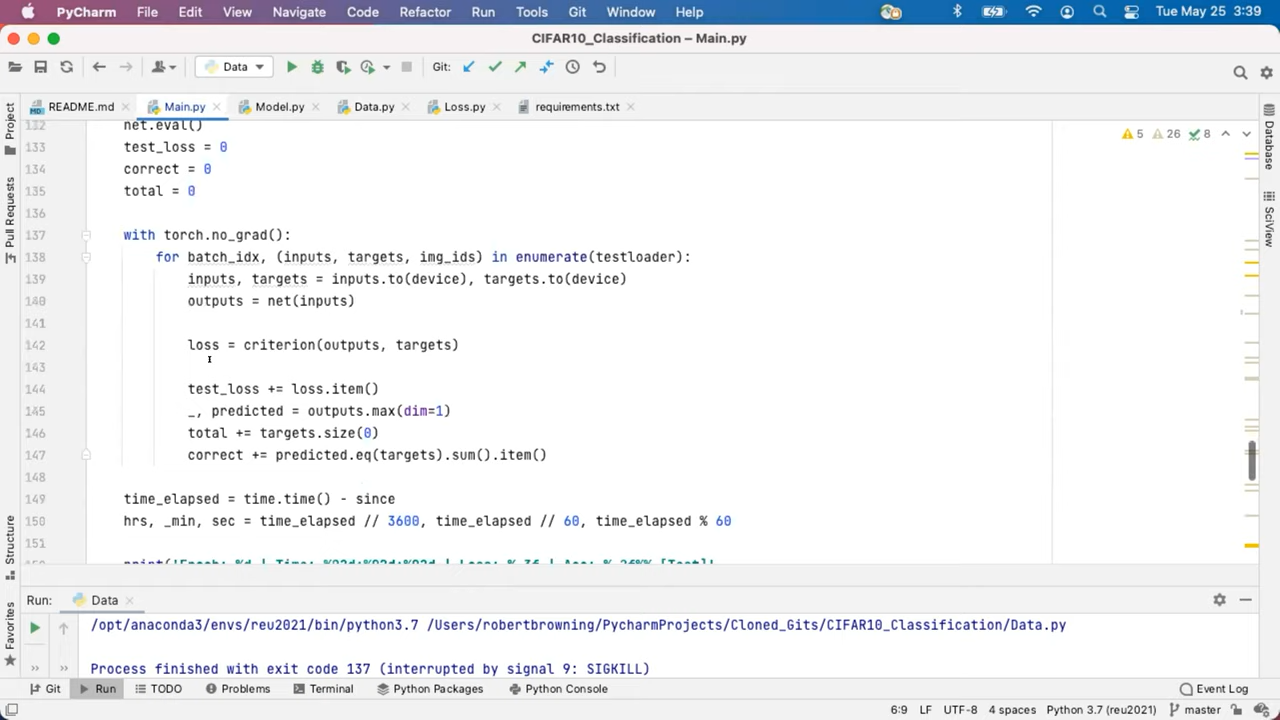 PyCharm File Edit View Navigate Code Refactor Run Tools Git Window Help Tue May 25 3:39
CIFAR10_Classification – Main.py
Data Git:
README.md Main.py Model.py Data.py Loss.py requirements.txt
Project
Pull Requests
Structure
Favorites
Database
SciView
5 26 8
132 net.eval()
133 test_loss = 0
134 correct = 0
135 total = 0
136
137 with torch.no_grad():
138 for batch_idx, (inputs, targets, img_ids) in enumerate(testloader):
139 inputs, targets = inputs.to(device), targets.to(device)
140 outputs = net(inputs)
141
142 loss = criterion(outputs, targets)
143
144 test_loss += loss.item()
145 _, predicted = outputs.max(dim=1)
146 total += targets.size(0)
147 correct += predicted.eq(targets).sum().item()
148
149 time_elapsed = time.time() - since
150 hrs, _min, sec = time_elapsed // 3600, time_elapsed // 60, time_elapsed % 60
151
Run: Data
/opt/anaconda3/envs/reu2021/bin/python3.7 /Users/robertbrowning/PycharmProjects/Cloned_Gits/CIFAR10_Classification/Data.py
Process finished with exit code 137 (interrupted by signal 9: SIGKILL)
Git Run TODO Problems Terminal Python Packages Python Console Event Log
6:9 LF UTF-8 4 spaces Python 3.7 (reu2021) master